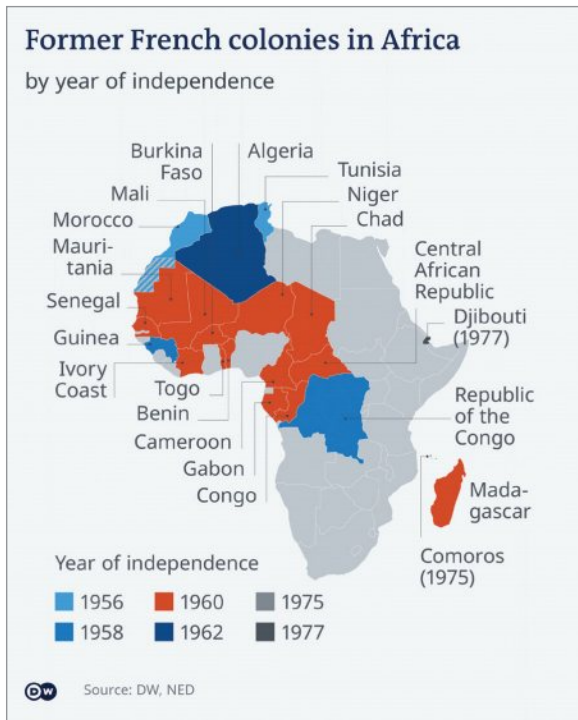 Former French colonies in Africa
by year of independence
Burkina
Faso
Algeria
Tunisia
Mali
Niger
Morocco
Chad
Mauri-
tania
Central
African
Republic
Senegal
Djibouti
(1977)
Guinea
Ivory
Coast
Togo
Benin
Republic
of the
Congo
Cameroon
Gabon
Congo
Mada-
gascar
Comoros
(1975)
Year of independence
1956
1960
1975
1958
1962
1977
DW
Source: DW, NED